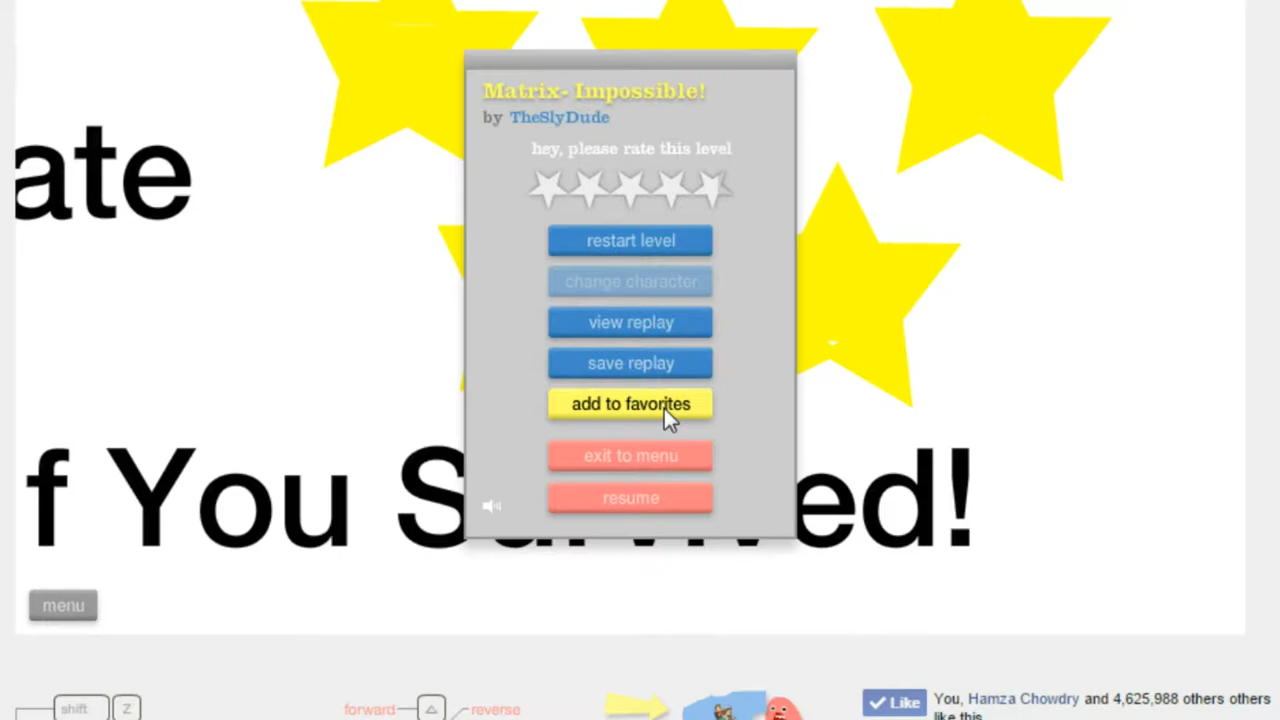 Matrix- Impossible!
by TheSlyDude
hey, please rate this level
ate
restart level
change character
view replay
save replay
add to favorites
exit to menu
resume
f You S ed!
menu
shift Z
forward reverse
Like You, Hamza Chowdry and 4,625,988 others others
like this